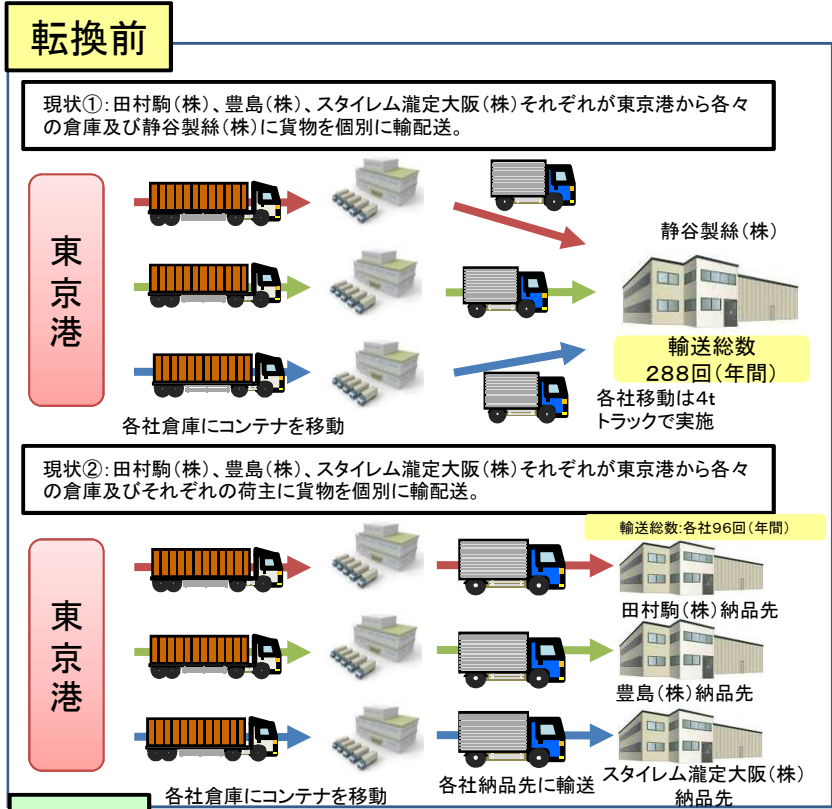 転換前
現状①:田村駒(株)、豊島(株)、スタイレム瀧定大阪(株)それぞれが東京港から各々
の倉庫及び静谷製絲(株)に貨物を個別に輸配送。
東京港
静谷製絲(株)
輸送総数
288回(年間)
各社移動は4t
トラックで実施
各社倉庫にコンテナを移動
現状②:田村駒(株)、豊島(株)、スタイレム瀧定大阪(株)それぞれが東京港から各々
の倉庫及びそれぞれの荷主に貨物を個別に輸配送。
輸送総数:各社96回(年間)
東京港
田村駒(株)納品先
豊島(株)納品先
スタイレム瀧定大阪(株)
納品先
各社納品先に輸送
各社倉庫にコンテナを移動